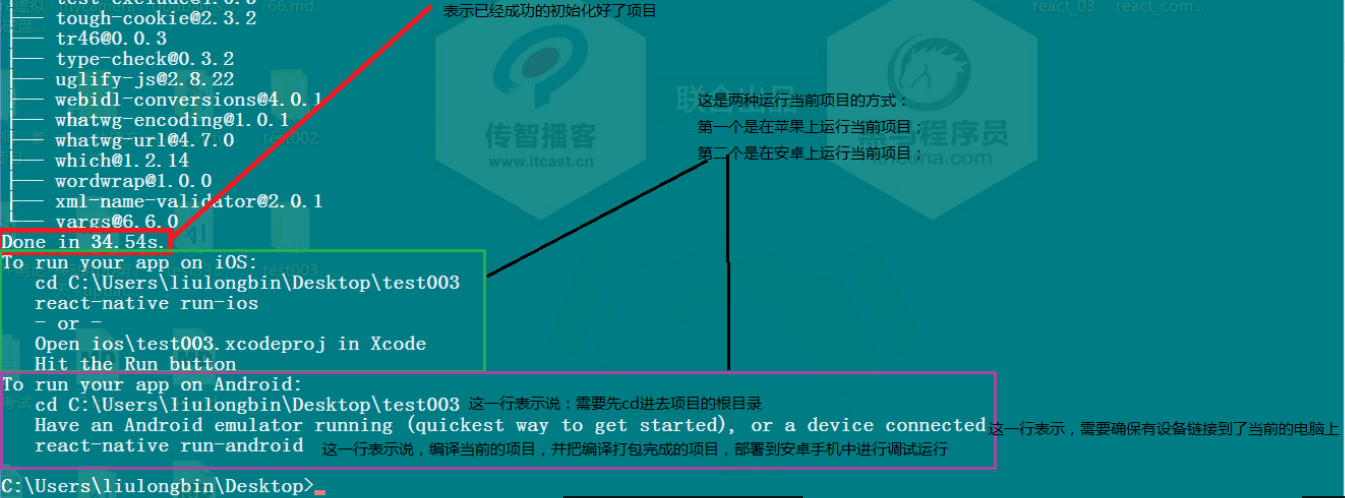 test-exclude@1.0.3
66.md
react_03 react_com...
表示已经成功的初始化好了项目
├── tough-cookie@2.3.2
├── tr46@0.0.3
├── type-check@0.3.2
├── uglify-js@2.8.22
├── webidl-conversions@4.0.1
├── whatwg-encoding@1.0.1
├── whatwg-url@4.7.0
├── which@1.2.14
├── wordwrap@1.0.0
├── xml-name-validator@2.0.1
└── yargs@6.6.0
传智播客
www.itcast.cn
联合出品
黑马程序员
itheima.com
这是两种运行当前项目的方式：
第一个是在苹果上运行当前项目；
第二个是在安卓上运行当前项目；
test002
test003
Done in 34.54s.
To run your app on iOS:
cd C:\Users\liulongbin\Desktop\test003
react-native run-ios
- or -
Open ios\test003.xcodeproj in Xcode
Hit the Run button
To run your app on Android:
cd C:\Users\liulongbin\Desktop\test003 这一行表示说：需要先cd进去项目的根目录
Have an Android emulator running (quickest way to get started), or a device connected 这一行表示，需要确保有设备链接到了当前的电脑上
react-native run-android 这一行表示说，编译当前的项目，并把编译打包完成的项目，部署到安卓手机中进行调试运行
C:\Users\liulongbin\Desktop>